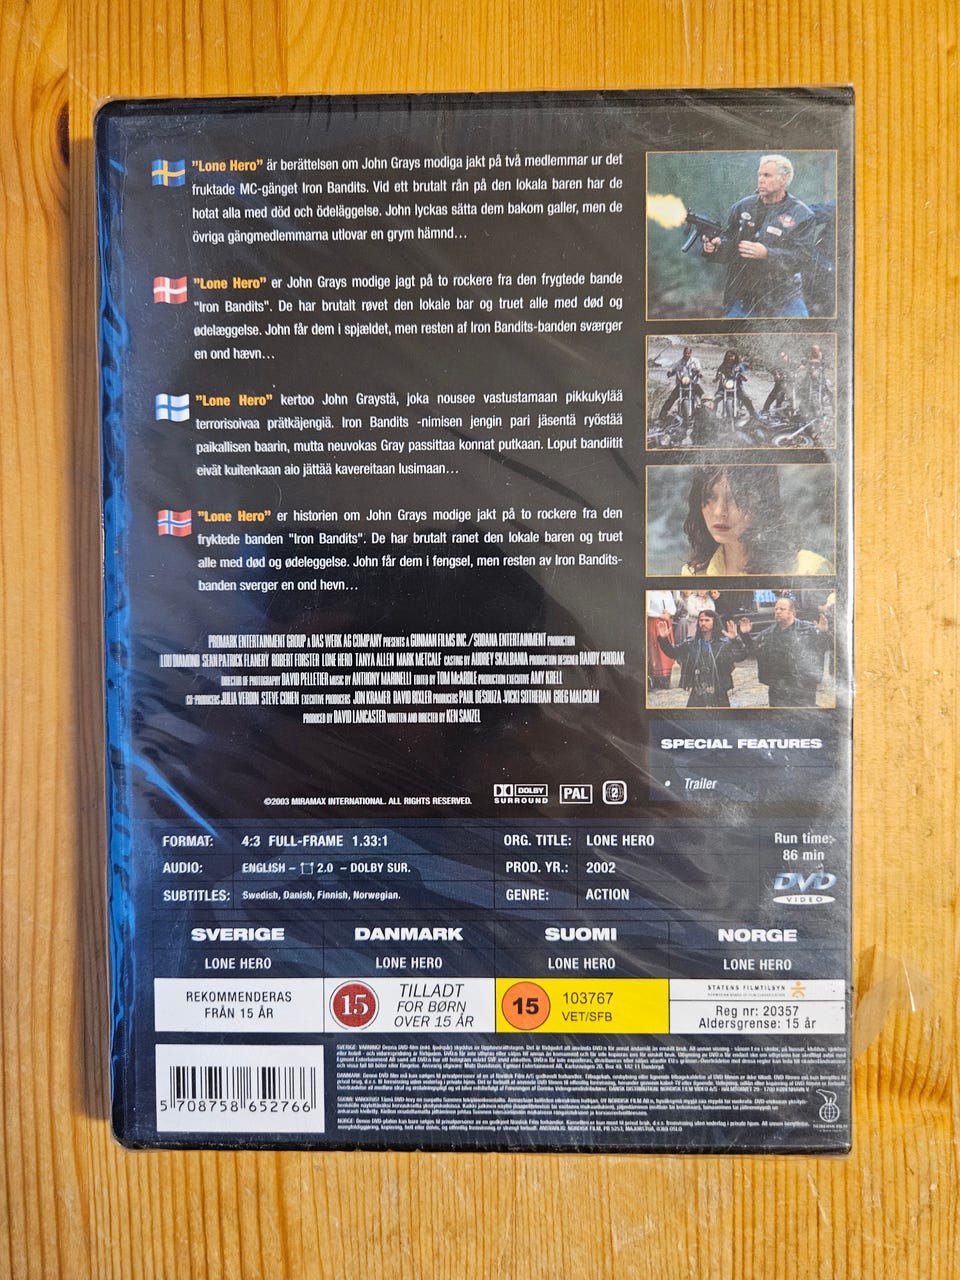 "Lone Hero" är berättelsen om John Grays modiga jakt på två medlemmar ur det
fruktade MC-gänget Iron Bandits. Vid ett brutalt rån på den lokala baren har de
hotat alla med död och ödeläggelse. John lyckas sätta dem bakom galler, men de
övriga gängmedlemmarna utlovar en grym hämnd...
"Lone Hero" er John Grays modige jagt på to rockere fra den frygtede bande
"Iron Bandits". De har brutalt røvet den lokale bar og truet alle med død og
ødelæggelse. John får dem i spjældet, men resten af Iron Bandits-banden sværger
en ond hævn...
"Lone Hero" kertoo John Graystä, joka nousee vastustamaan pikkukylää
terrorisoivaa prätkäjengiä. Iron Bandits -nimisen jengin pari jäsentä ryöstää
paikallisen baarin, mutta neuvokas Gray passittaa konnat putkaan. Loput bandiitit
eivät kuitenkaan aio jättää kavereitaan lusimaan...
"Lone Hero" er historien om John Grays modige jakt på to rockere fra den
fryktede banden "Iron Bandits". De har brutalt ranet den lokale baren og truet
alle med død og ødeleggelse. John får dem i fengsel, men resten av Iron Bandits-
banden sverger en ond hevn...
PROMARK ENTERTAINMENT GROUP & DAS WERK AG COMPANY PRESENTS A GUNMAN FILMS INC./SODANA ENTERTAINMENT PRODUCTION
LOU DIAMOND SEAN PATRICK FLANERY ROBERT FORSTER LONE HERO TANYA ALLEN MARK METCALF CASTING BY AUDREY SKALBANIA PRODUCTION DESIGNER RANDY CHODAK
DIRECTOR OF PHOTOGRAPHY DAVID PELLETIER MUSIC BY ANTHONY MARINELLI EDITED BY TOM McARDLE PRODUCTION EXECUTIVE AMY KRELL
CO-PRODUCERS JULIA VERDIN STEVE COHEN EXECUTIVE PRODUCERS JON KRAMER DAVID BIXLER PRODUCERS PAUL DESOUZA JVICKI SOTHERAN GREG MALCOLM
PRODUCED BY DAVID LANCASTER WRITTEN AND DIRECTED BY KEN SANZEL
SPECIAL FEATURES
• Trailer
©2003 MIRAMAX INTERNATIONAL. ALL RIGHTS RESERVED.
DOLBY SURROUND
PAL
2
FORMAT: 4:3 FULL-FRAME 1.33:1
AUDIO: ENGLISH – 2.0 – DOLBY SUR.
SUBTITLES: Swedish, Danish, Finnish, Norwegian.
ORG. TITLE: LONE HERO
PROD. YR.: 2002
GENRE: ACTION
Run time:
86 min
DVD
VIDEO
SVERIGE
LONE HERO
REKOMMENDERAS
FRÅN 15 ÅR
DANMARK
LONE HERO
15
TILLADT
FOR BØRN
OVER 15 ÅR
SUOMI
LONE HERO
15
103767
VET/SFB
NORGE
LONE HERO
STATENS FILMTILSYN
Reg nr: 20357
Aldersgrense: 15 år
5 708758 652766
NORDISK FILM